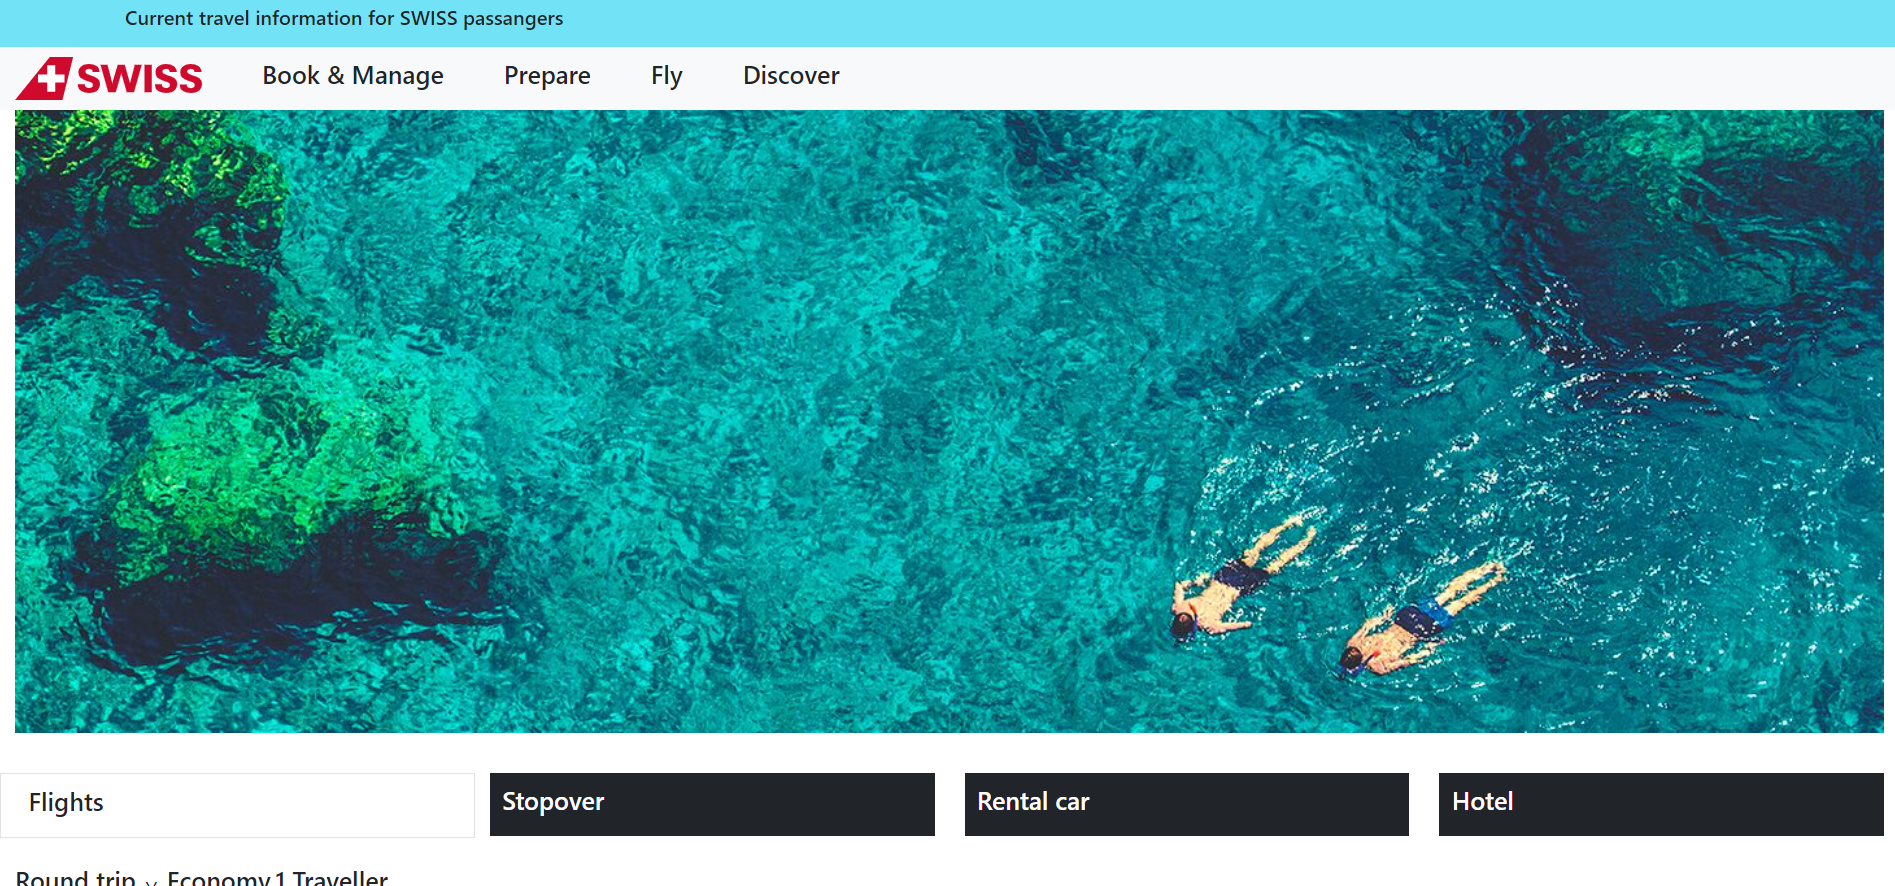 Current travel information for SWISS passangers
SWISS Book & Manage Prepare Fly Discover
Flights Stopover Rental car Hotel
Round trip v Economy 1 Traveller